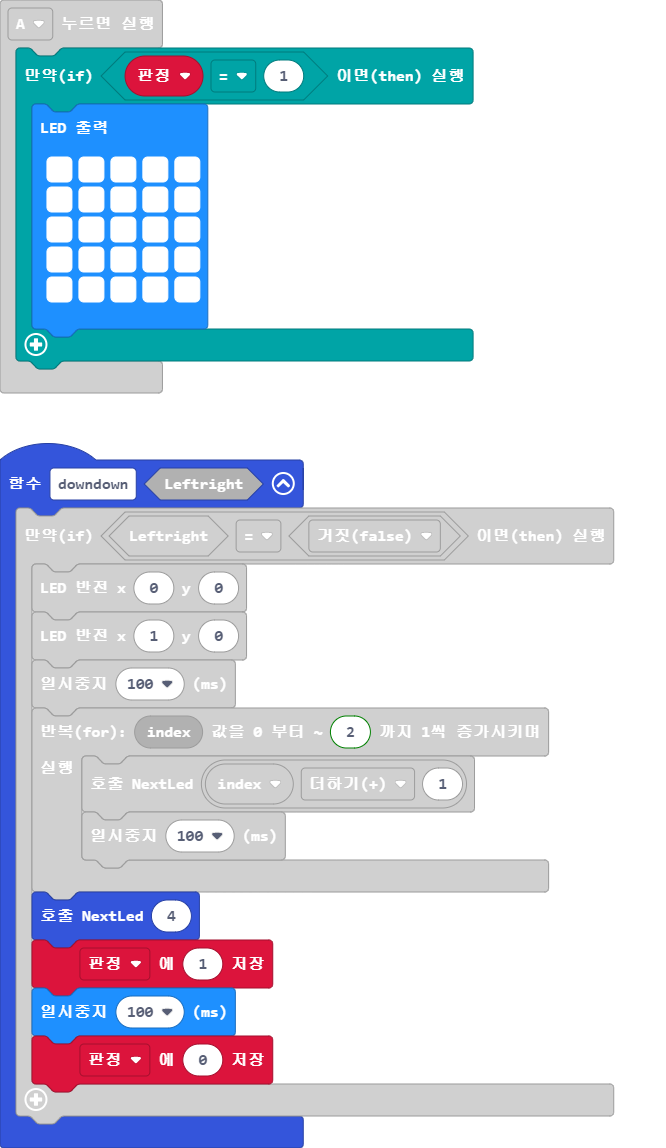 A 누르면 실행
만약(if) 판정 = 1 이면(then) 실행
LED 출력
함수 downdown Leftright
만약(if) Leftright = 거짓(false) 이면(then) 실행
LED 반전 x 0 y 0
LED 반전 x 1 y 0
일시중지 100 (ms)
반복(for): index 값을 0 부터 ~ 2 까지 1씩 증가시키며
실행 호출 NextLed index 더하기(+) 1
일시중지 100 (ms)
호출 NextLed 4
판정 에 1 저장
일시중지 100 (ms)
판정 에 0 저장